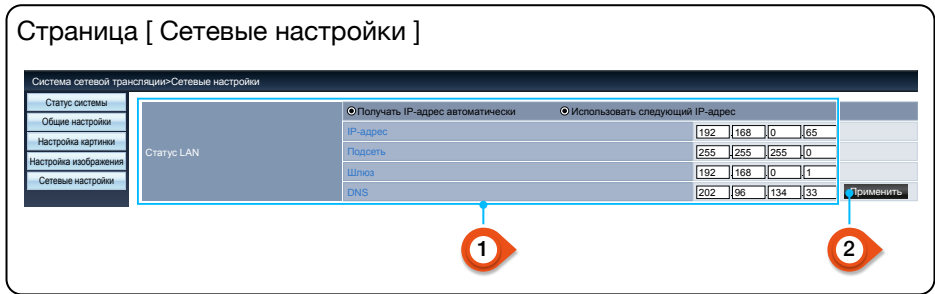 Страница [ Сетевые настройки ]
Система сетевой трансляции>Сетевые настройки
Статус системы
Общие настройки
Настройка картинки
Настройка изображения
Сетевые настройки
Статус LAN
Получать IP-адрес автоматически Использовать следующий IP-адрес
IP-адрес 192 .168 .0 .65
Подсеть 255 .255 .255 .0
Шлюз 192 .168 .0 .1
DNS 202 .96 .134 .33 Применить
1 2